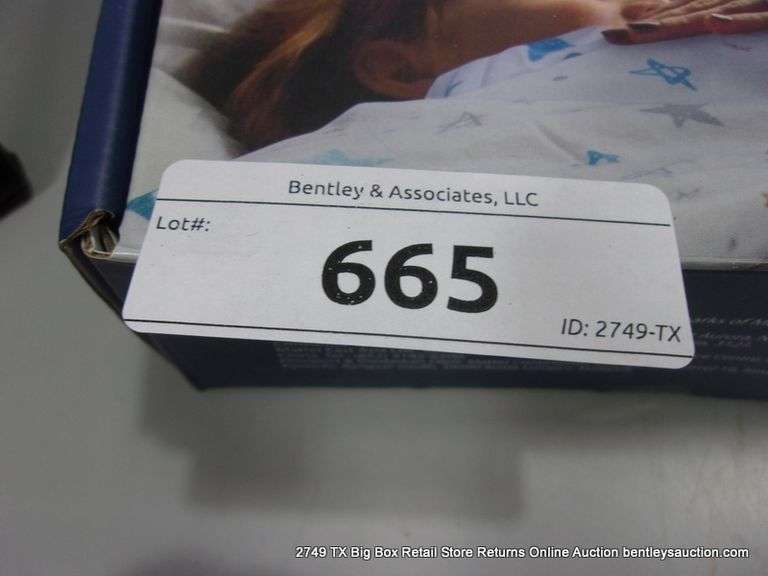 Bentley & Associates, LLC
Lot#:
665
ID: 2749-TX
2749 TX Big Box Retail Store Returns Online Auction bentleysauction.com